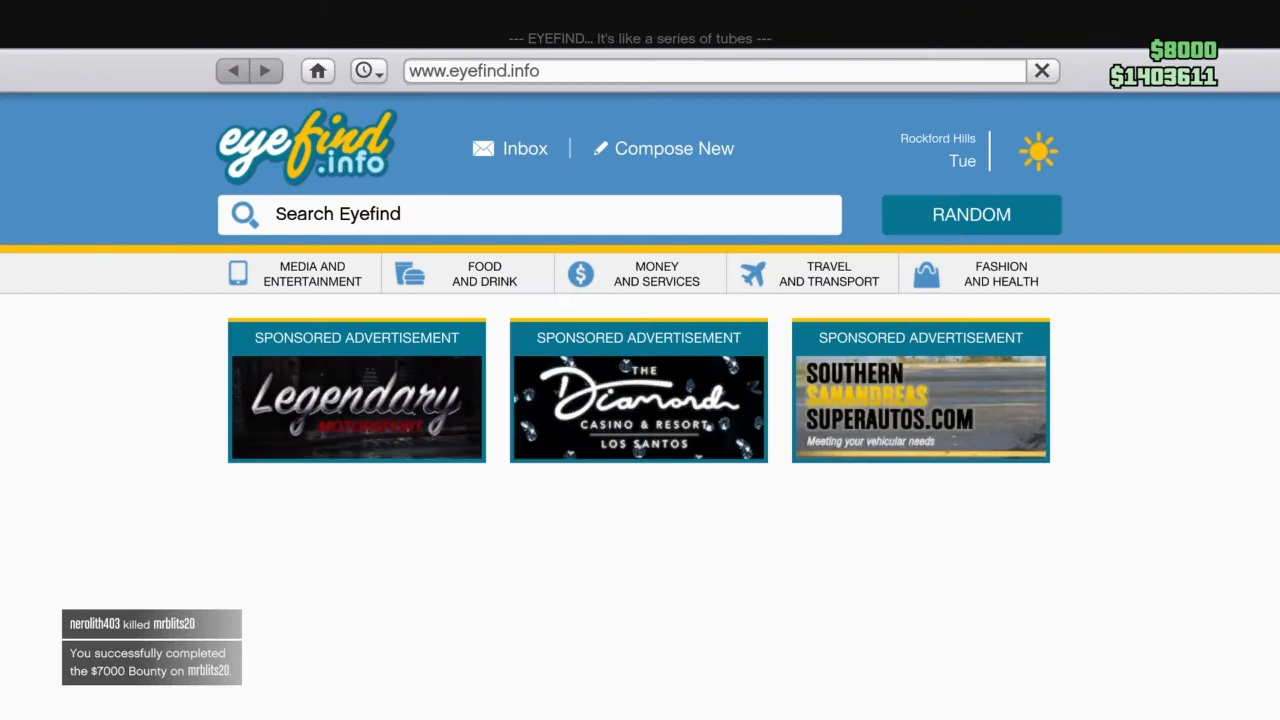 --- EYEFIND... It's like a series of tubes ---
$8000
www.eyefind.info
$1403611
eyefind
.info
Inbox
Compose New
Rockford Hills
Tue
Search Eyefind
RANDOM
MEDIA AND
ENTERTAINMENT
FOOD
AND DRINK
MONEY
AND SERVICES
TRAVEL
AND TRANSPORT
FASHION
AND HEALTH
SPONSORED ADVERTISEMENT
Legendary
MOTORSPORT
SPONSORED ADVERTISEMENT
THE
Diamond
CASINO & RESORT
LOS SANTOS
SPONSORED ADVERTISEMENT
SOUTHERN
SANANDREAS
SUPERAUTOS.COM
Meeting your vehicular needs
nerolith403 killed mrblits20
You successfully completed
the $7000 Bounty on mrblits20.